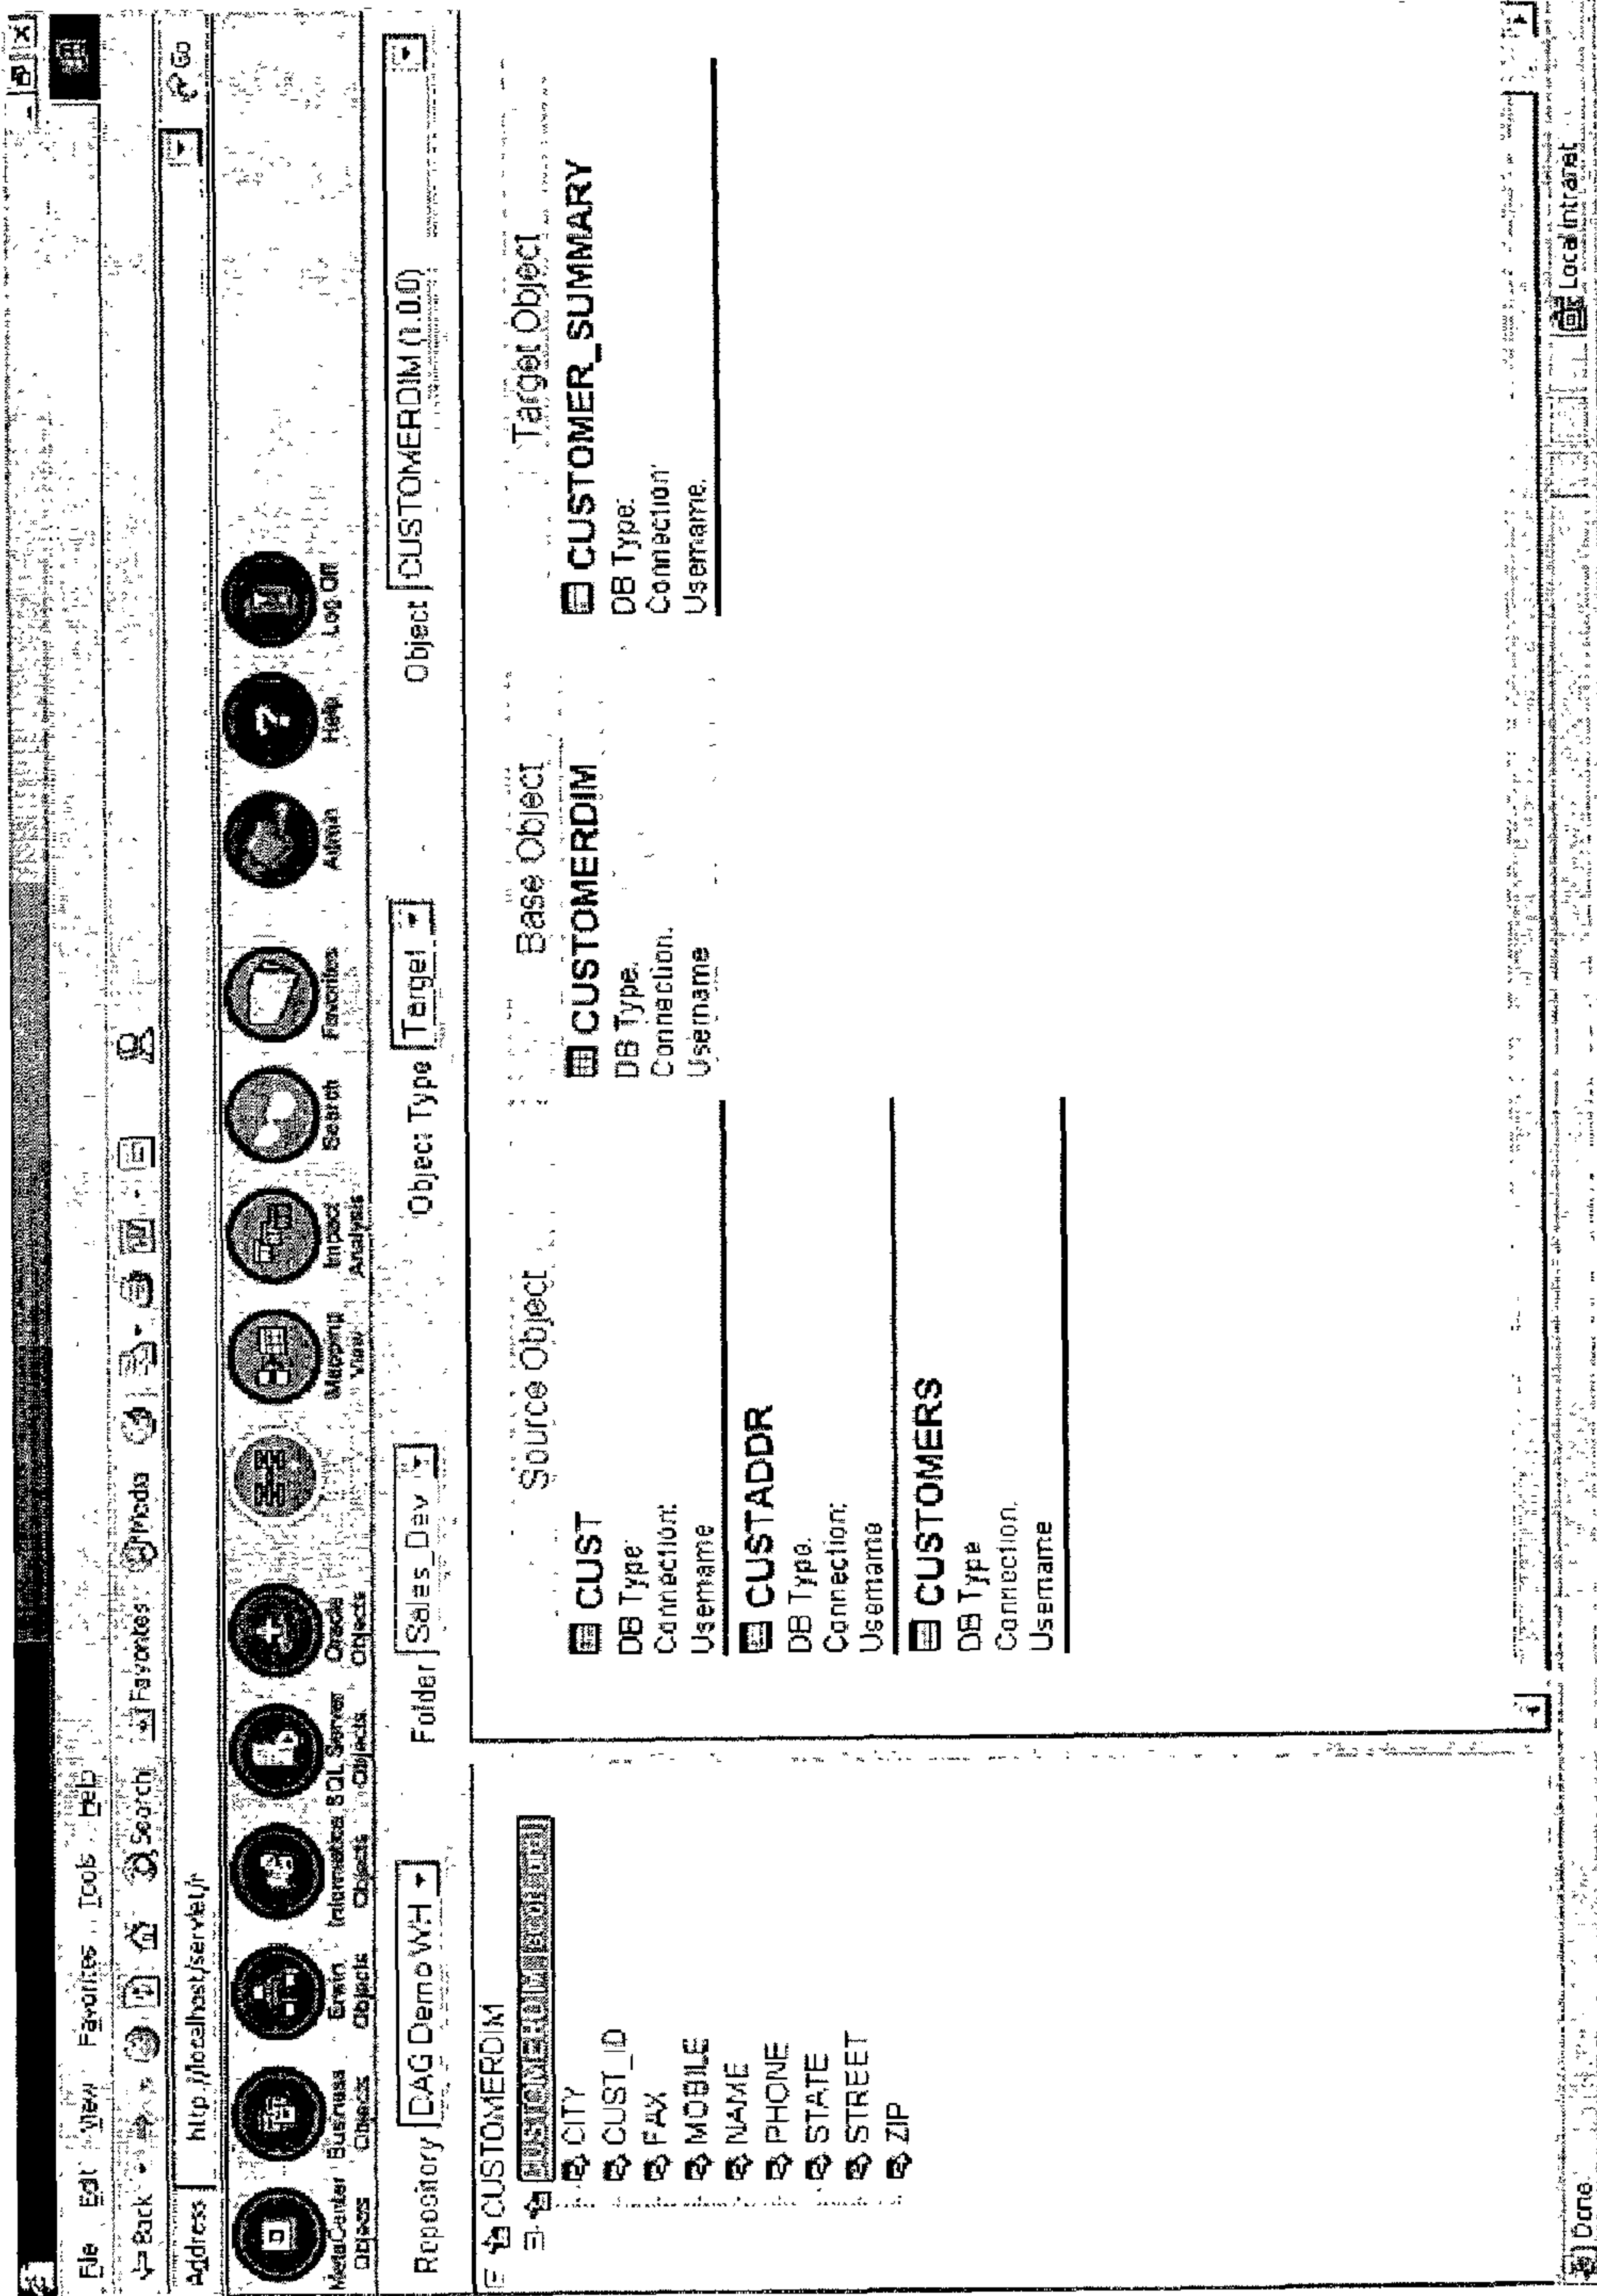 File Edit View Favorites Tools Help
Back Search Favorites Media
Address http://localhost/servlet/r Go
MetaCenter Objects
Business Objects
Erwin Objects
Informatica Objects
SQL Server Objects
Oracle Objects
Mapping View
Impact Analysis
Search
Favorites
Admin
Help
Log Off
Repository DAG Demo WH Folder Sales_Dev Object Type Target Object CUSTOMERDIM (1.0.0)
CUSTOMERDIM
CITY
CUST_ID
FAX
MOBILE
NAME
PHONE
STATE
STREET
ZIP
Source Object Base Object Target Object
CUST
DB Type
Connection:
Username
CUSTADDR
DB Type.
Connection:
Username
CUSTOMERS
DB Type
Connection.
Username
CUSTOMERDIM
DB Type.
Connection.
Username
CUSTOMER_SUMMARY
DB Type:
Connection
Username.
Done
Local intranet